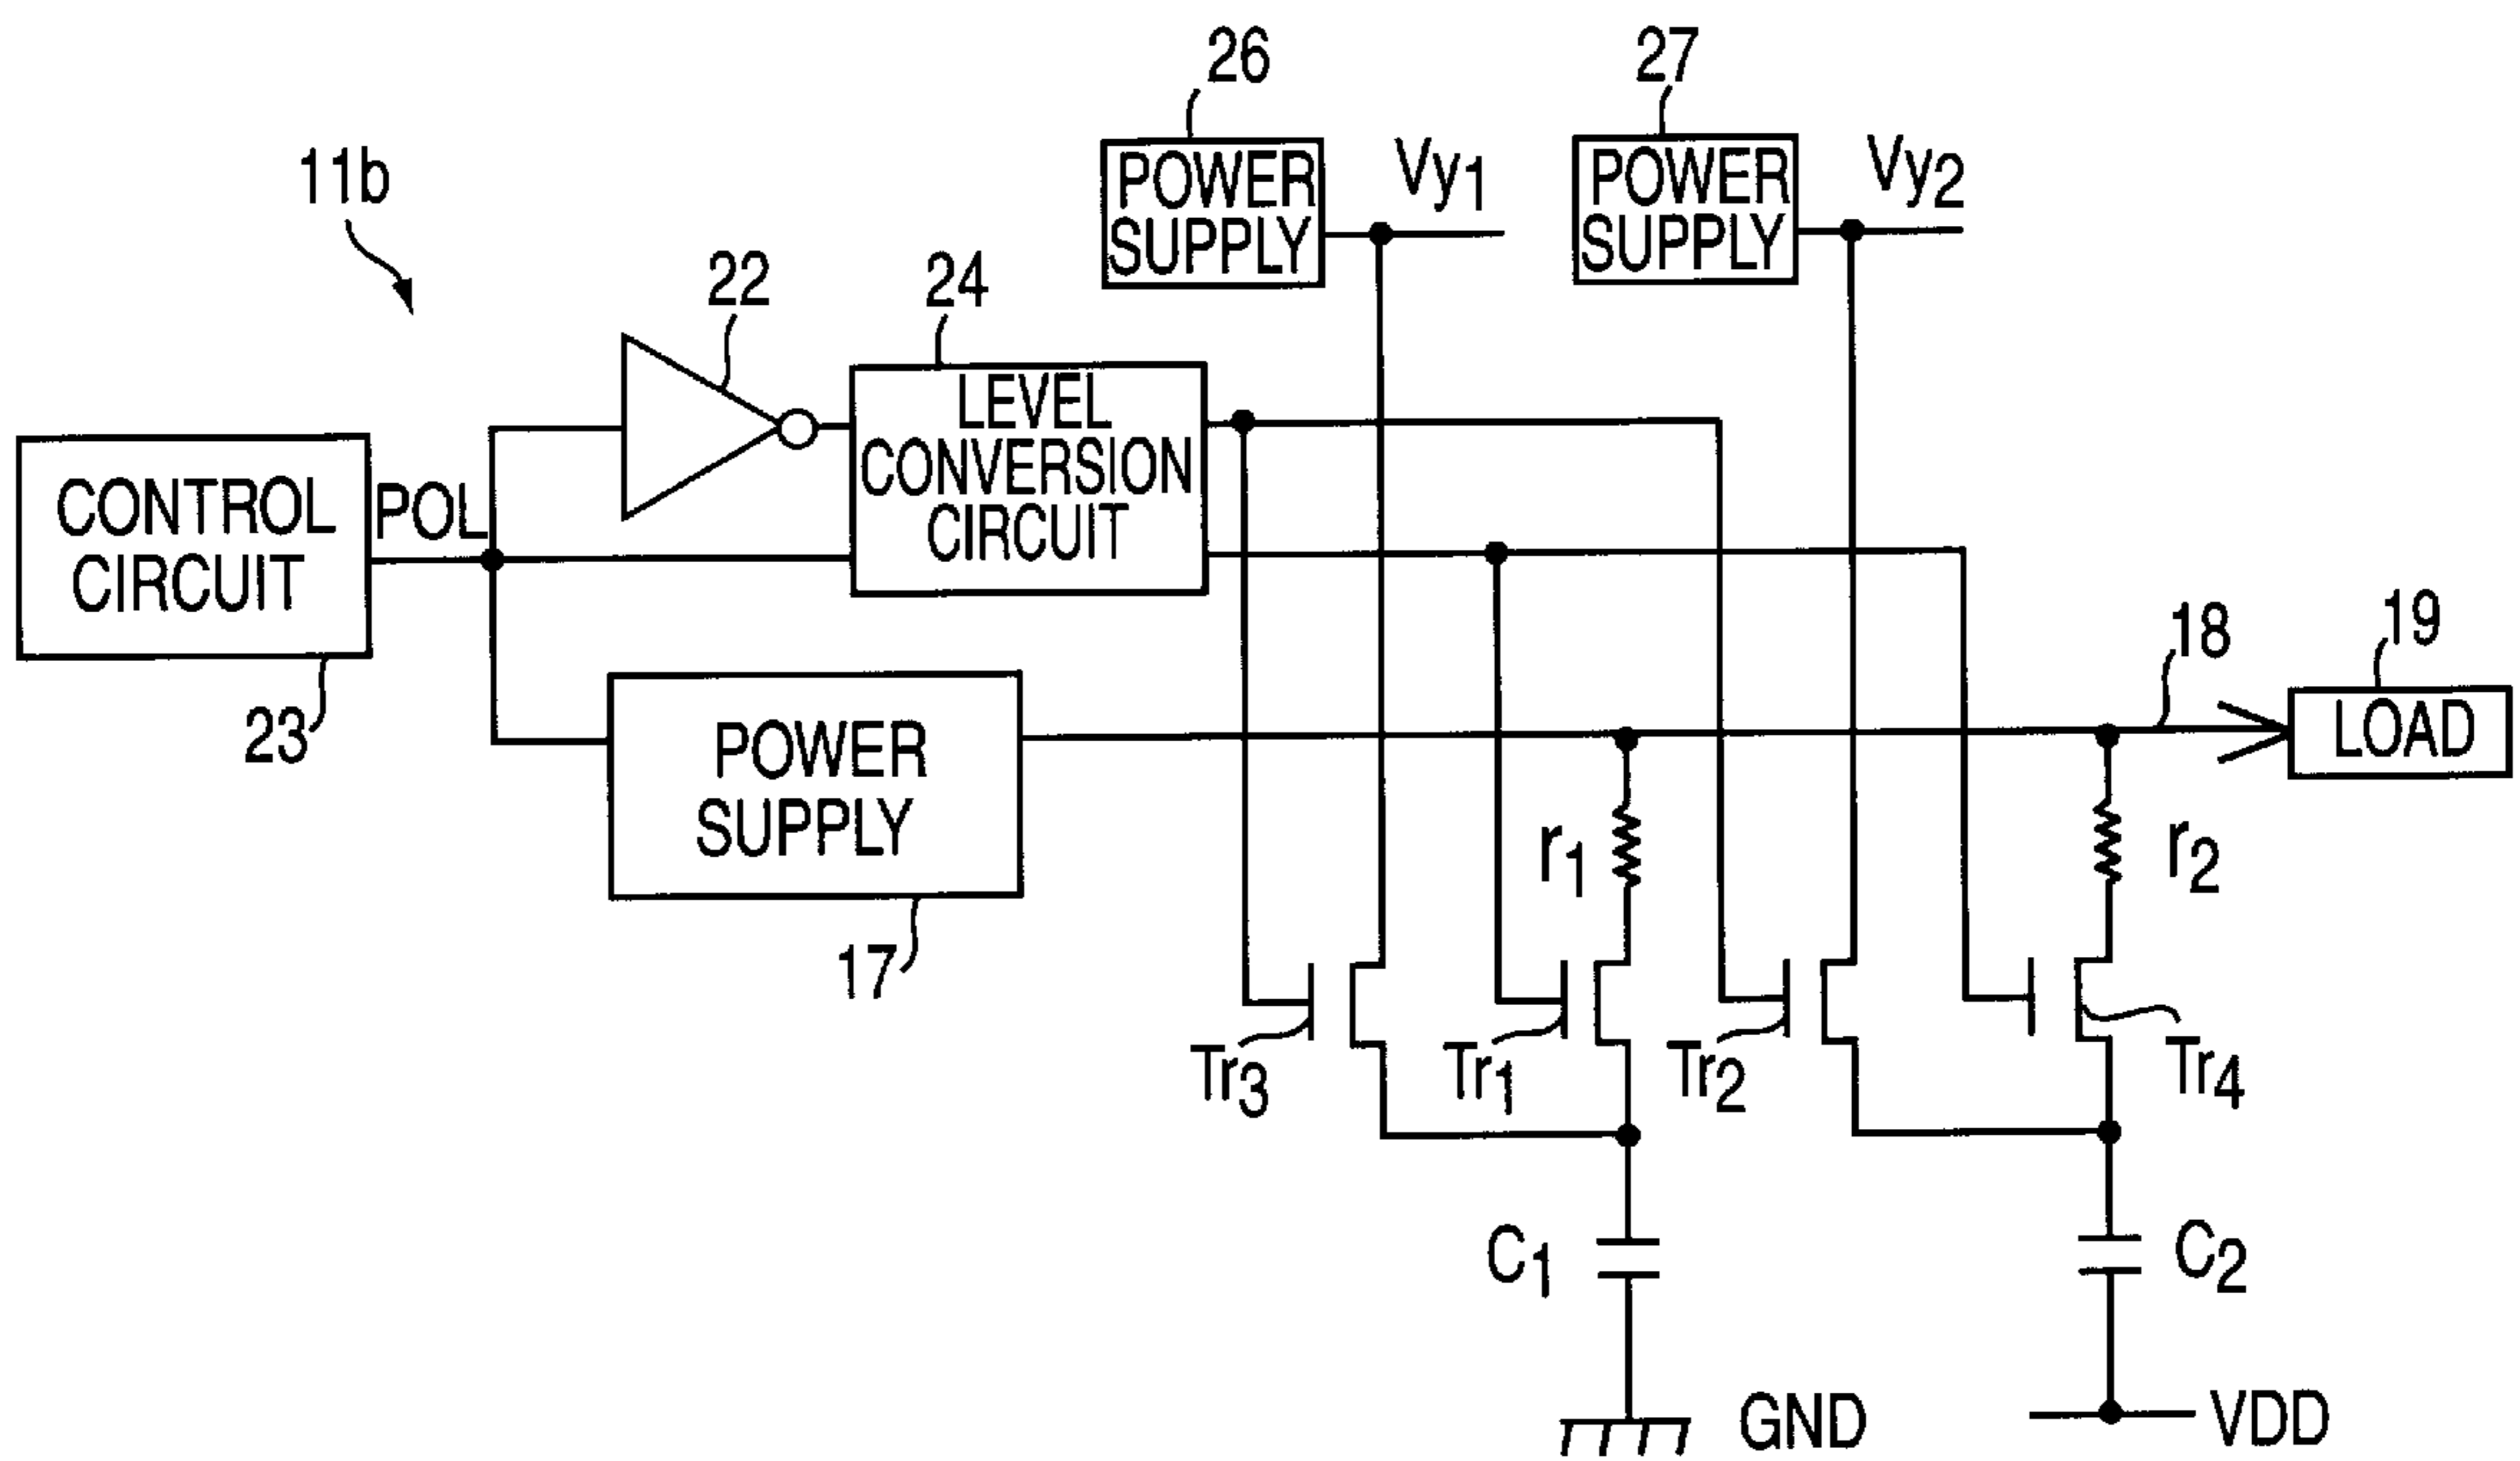 26
27
11b
POWER
SUPPLY
Vy1
POWER
SUPPLY
Vy2
22
24
LEVEL
CONVERSION
CIRCUIT
CONTROL
CIRCUIT
POL
23
18
19
LOAD
POWER
SUPPLY
17
r1
r2
Tr3
Tr1
Tr2
Tr4
C1
C2
GND
VDD